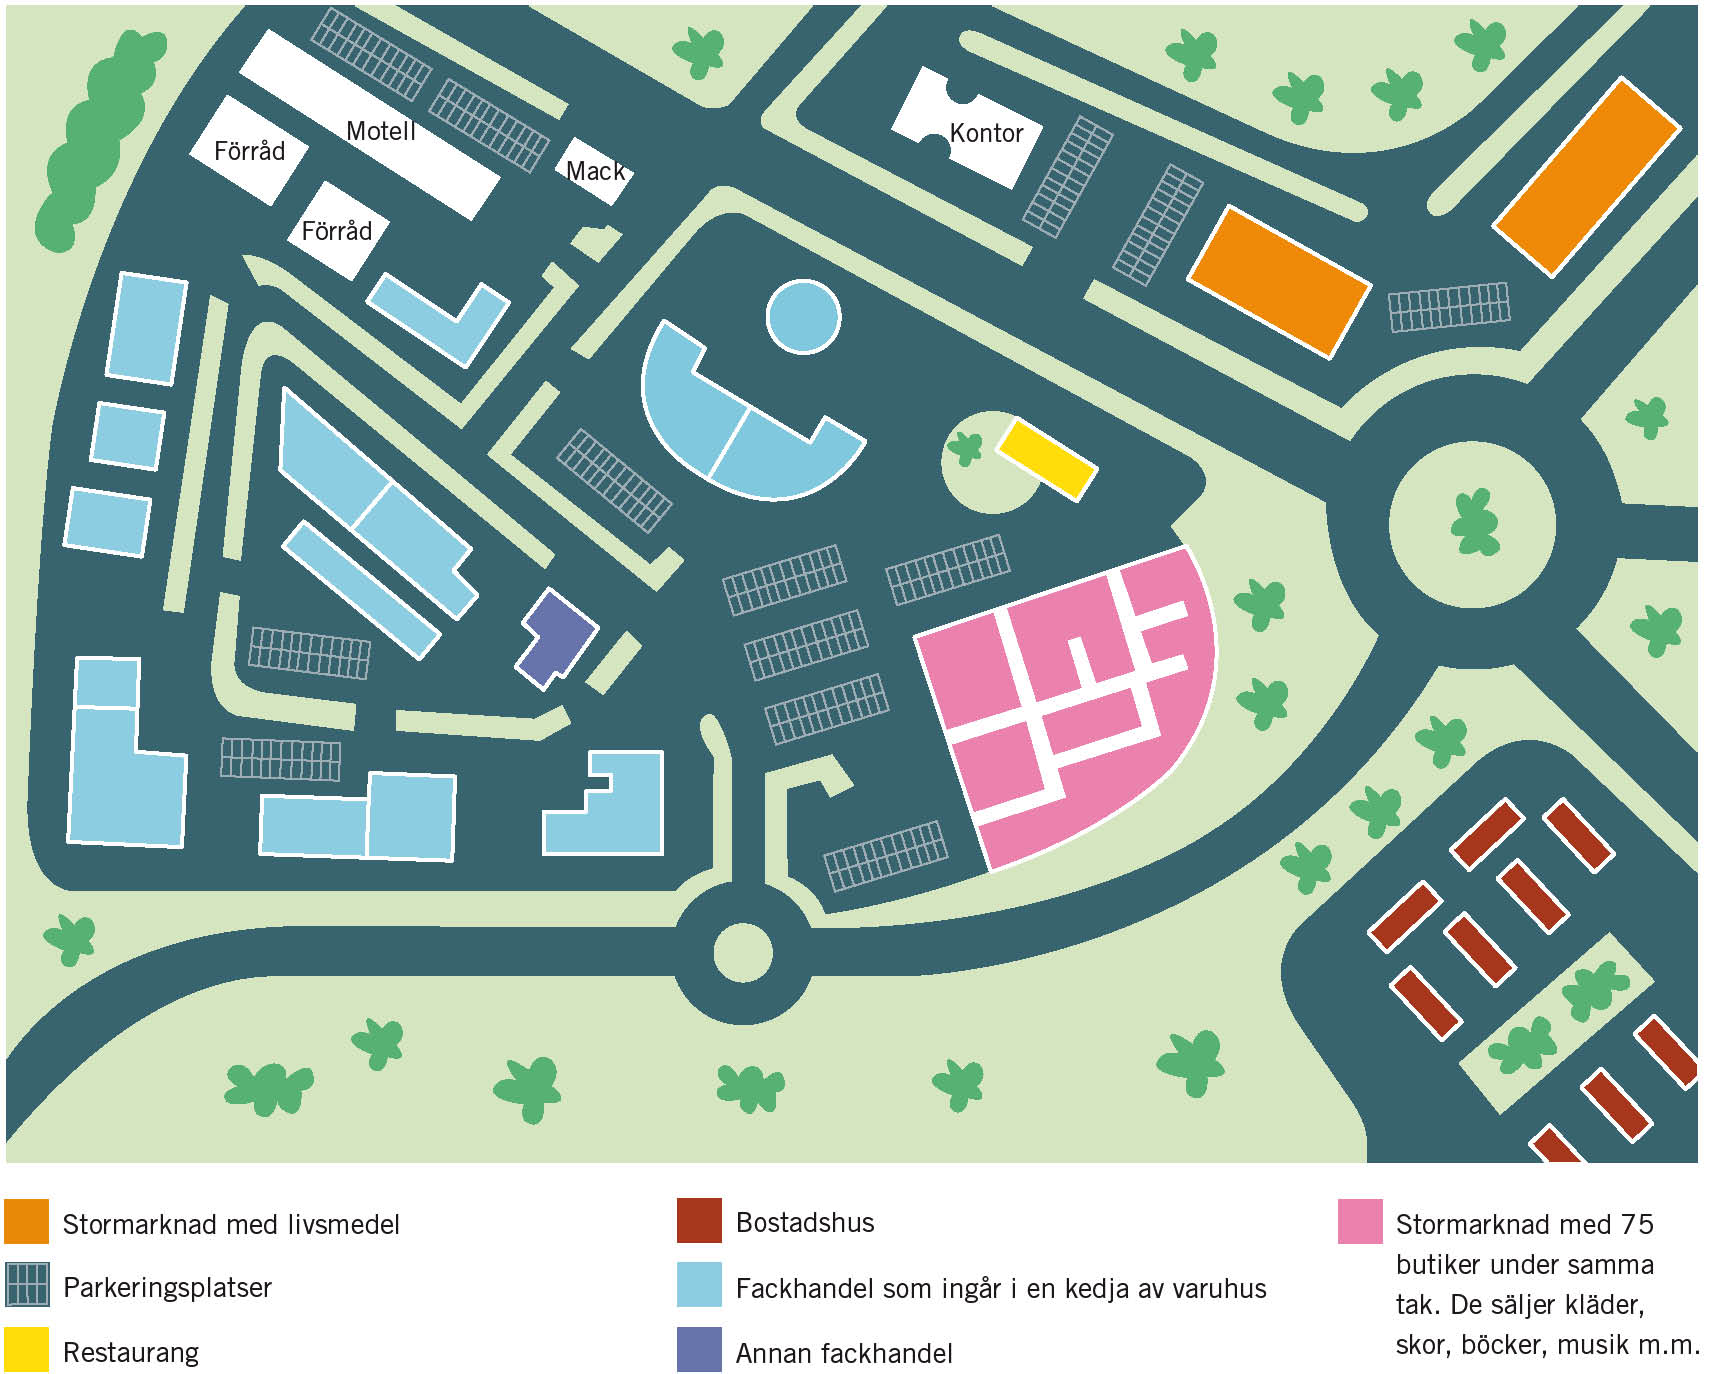 Motell
Förråd
Förråd
Mack
Kontor
Stormarknad med livsmedel
Parkeringsplatser
Restaurang
Bostadshus
Fackhandel som ingår i en kedja av varuhus
Annan fackhandel
Stormarknad med 75
butiker under samma
tak. De säljer kläder,
skor, böcker, musik m.m.